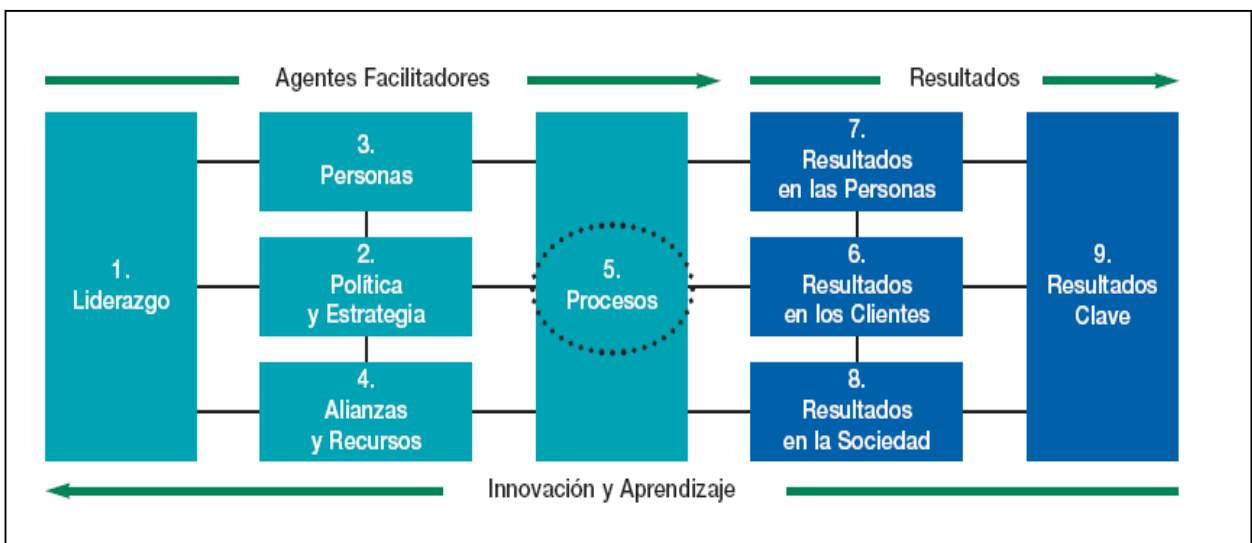 Agentes Facilitadores
Resultados
1.
Liderazgo
3.
Personas
2.
Política
y Estrategia
4.
Alianzas
y Recursos
5.
Procesos
7.
Resultados
en las Personas
6.
Resultados
en los Clientes
8.
Resultados
en la Sociedad
9.
Resultados
Clave
Innovación y Aprendizaje